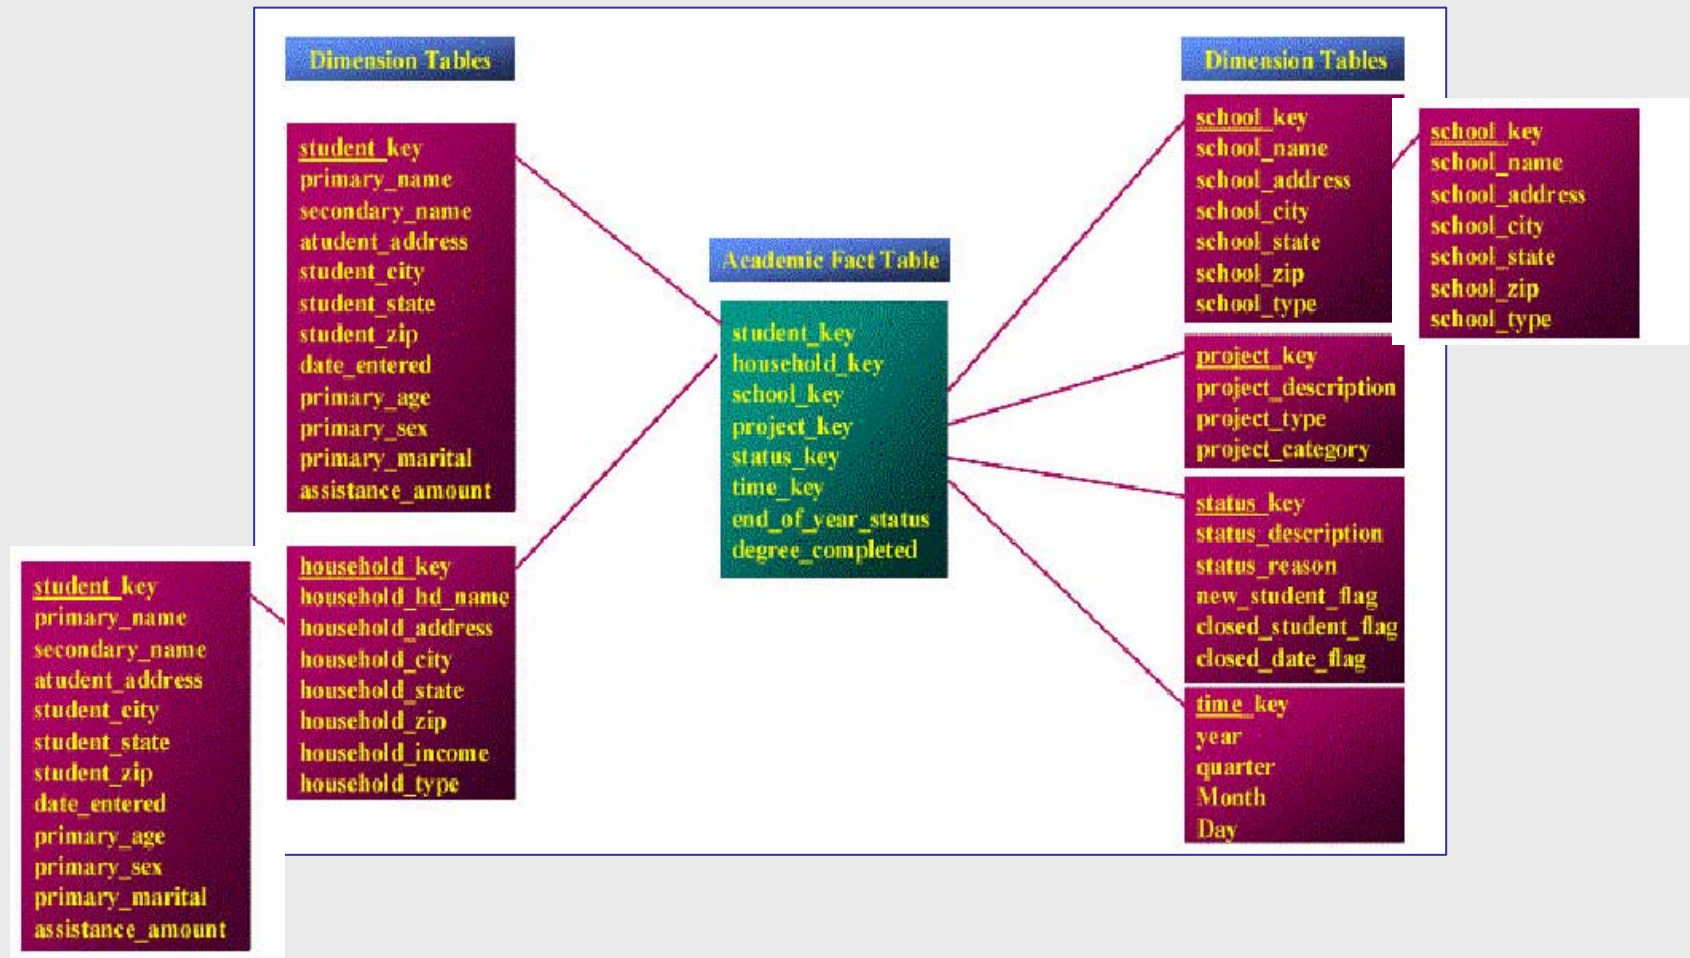 Dimension Tables
student_key
primary_name
secondary_name
atudent_address
student_city
student_state
student_zip
date_entered
primary_age
primary_sex
primary_marital
assistance_amount
household_key
household_hd_name
household_address
household_city
household_state
household_zip
household_income
household_type
student_key
primary_name
secondary_name
atudent_address
student_city
student_state
student_zip
date_entered
primary_age
primary_sex
primary_marital
assistance_amount
Academic Fact Table
student_key
household_key
school_key
project_key
status_key
time_key
end_of_year_status
degree_completed
Dimension Tables
school_key
school_name
school_address
school_city
school_state
school_zip
school_type
school_key
school_name
school_address
school_city
school_state
school_zip
school_type
project_key
project_description
project_type
project_category
status_key
status_description
status_reason
new_student_flag
closed_student_flag
closed_date_flag
time_key
year
quarter
Month
Day